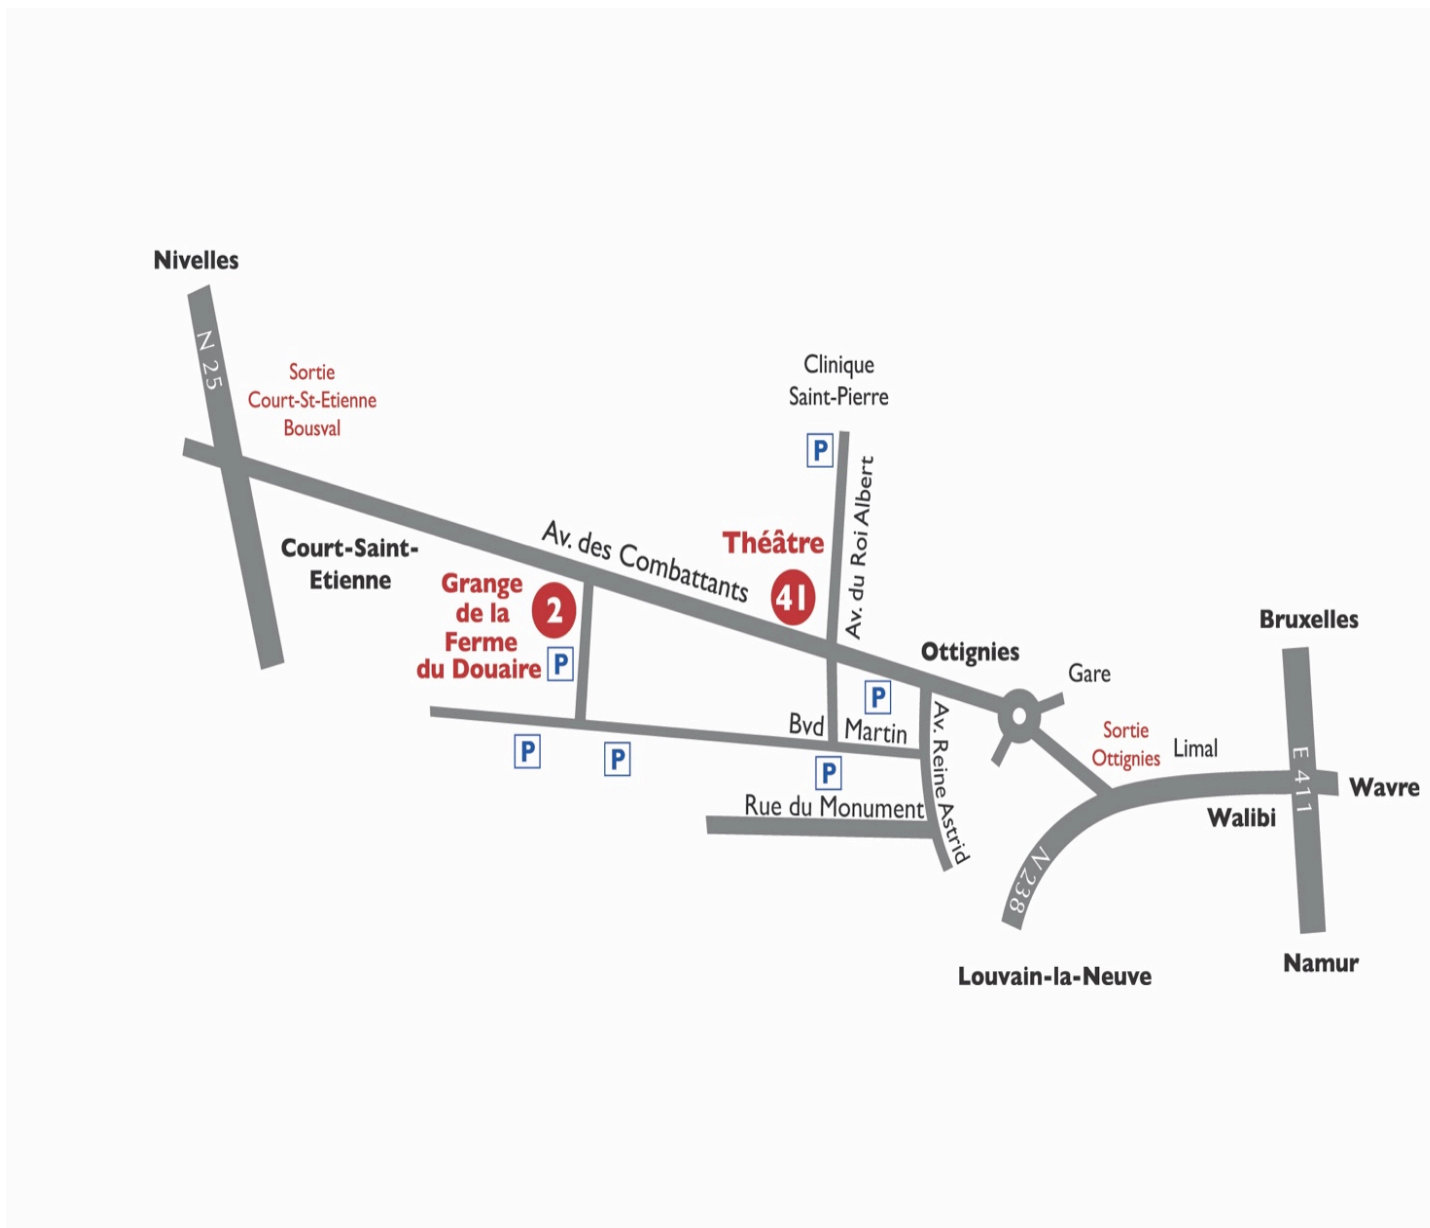 Nivelles
N 25
Sortie
Court-St-Etienne
Bousval
Clinique
Saint-Pierre
P
Av. du Roi Albert
Av. des Combattants
Théâtre
41
Court-Saint-
Etienne
Grange
de la
Ferme
du Douaire
2
P
Ottignies
Gare
Bruxelles
P
Bvd Martin
Av. Reine Astrid
P
P
P
Rue du Monument
Sortie
Ottignies
Limal
E 411
Wavre
Walibi
N 238
Louvain-la-Neuve
Namur